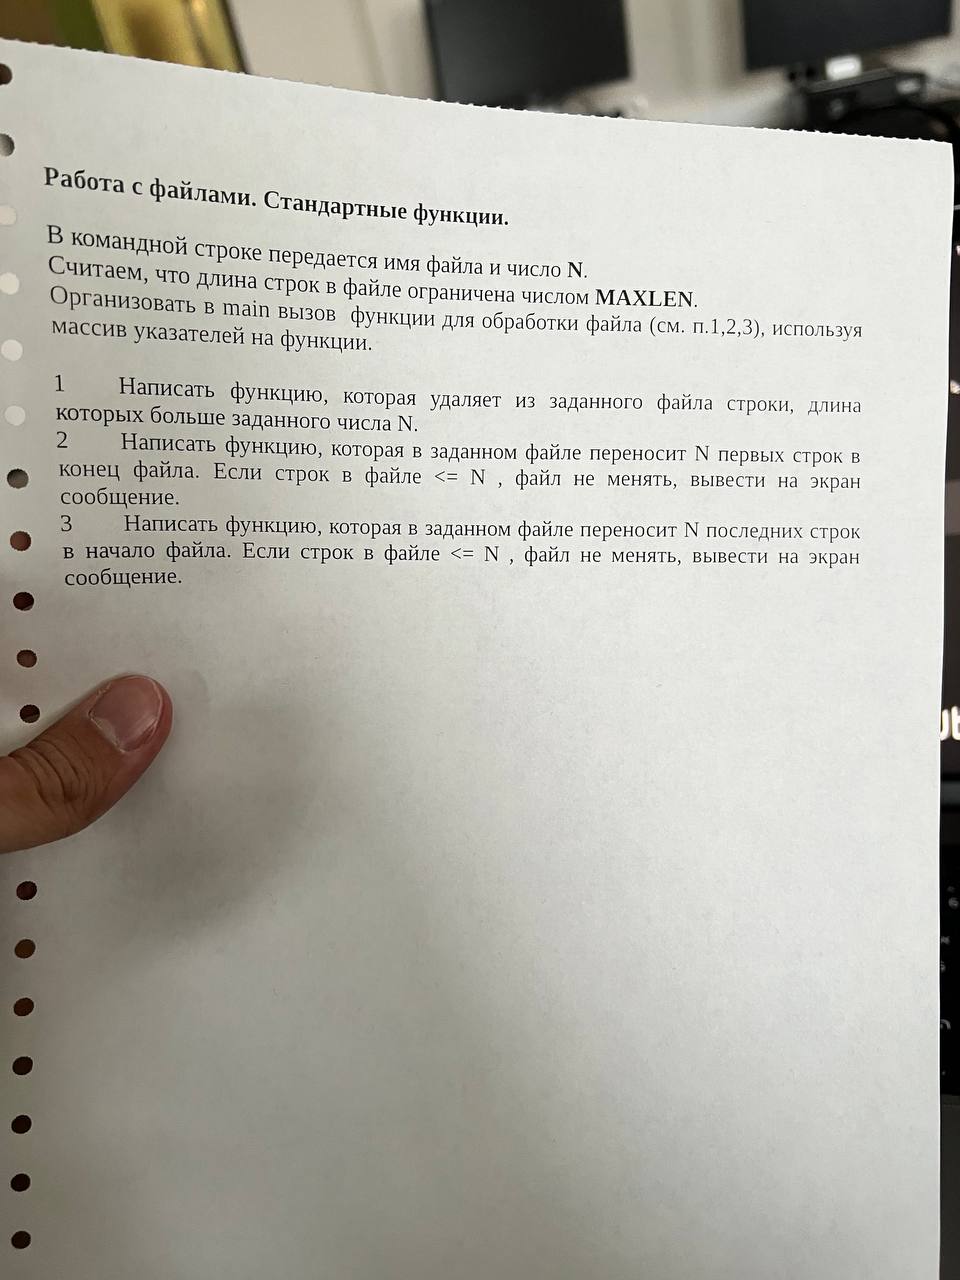 Работа с файлами. Стандартные функции.
В командной строке передается имя файла и число N.
Считаем, что длина строк в файле ограничена числом MAXLEN.
Организовать в main вызов функции для обработки файла (см. п.1,2,3), используя
массив указателей на функции.
1 Написать функцию, которая удаляет из заданного файла строки, длина
которых больше заданного числа N.
2 Написать функцию, которая в заданном файле переносит N первых строк в
конец файла. Если строк в файле <= N , файл не менять, вывести на экран
сообщение.
3 Написать функцию, которая в заданном файле переносит N последних строк
в начало файла. Если строк в файле <= N , файл не менять, вывести на экран
сообщение.